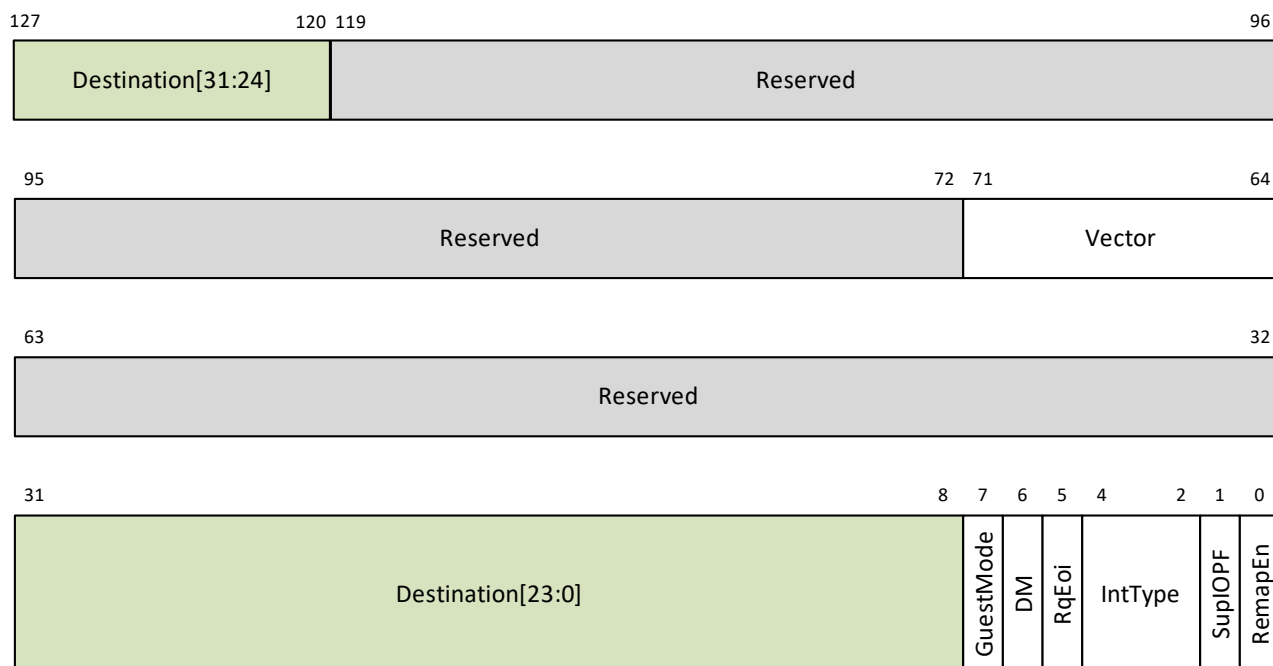 127 120 119 96
Destination[31:24] Reserved
95 72 71 64
Reserved Vector
63 32
Reserved
31 8 7 6 5 4 2 1 0
Destination[23:0] GuestMode DM RqEoi IntType SupIOPF RemapEn